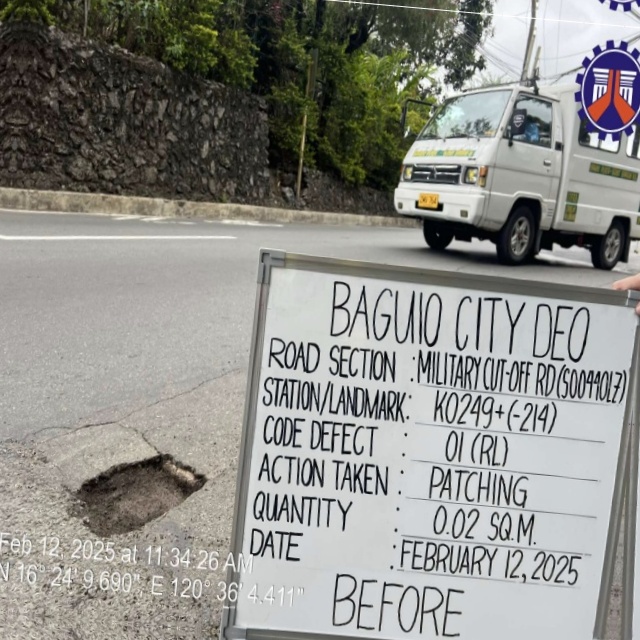 BAGUIO CITY DEO
ROAD SECTION : MILITARY CUT-OFF RD (S00440LZ)
STATION/LANDMARK: K0249+(-214)
CODE DEFECT : 01 (RL)
ACTION TAKEN : PATCHING
QUANTITY : 0.02 SQ.M.
DATE : FEBRUARY 12, 2025
BEFORE
Feb 12, 2025 at 11:34:26 AM
N 16° 24' 9.690", E 120° 36' 4.411"